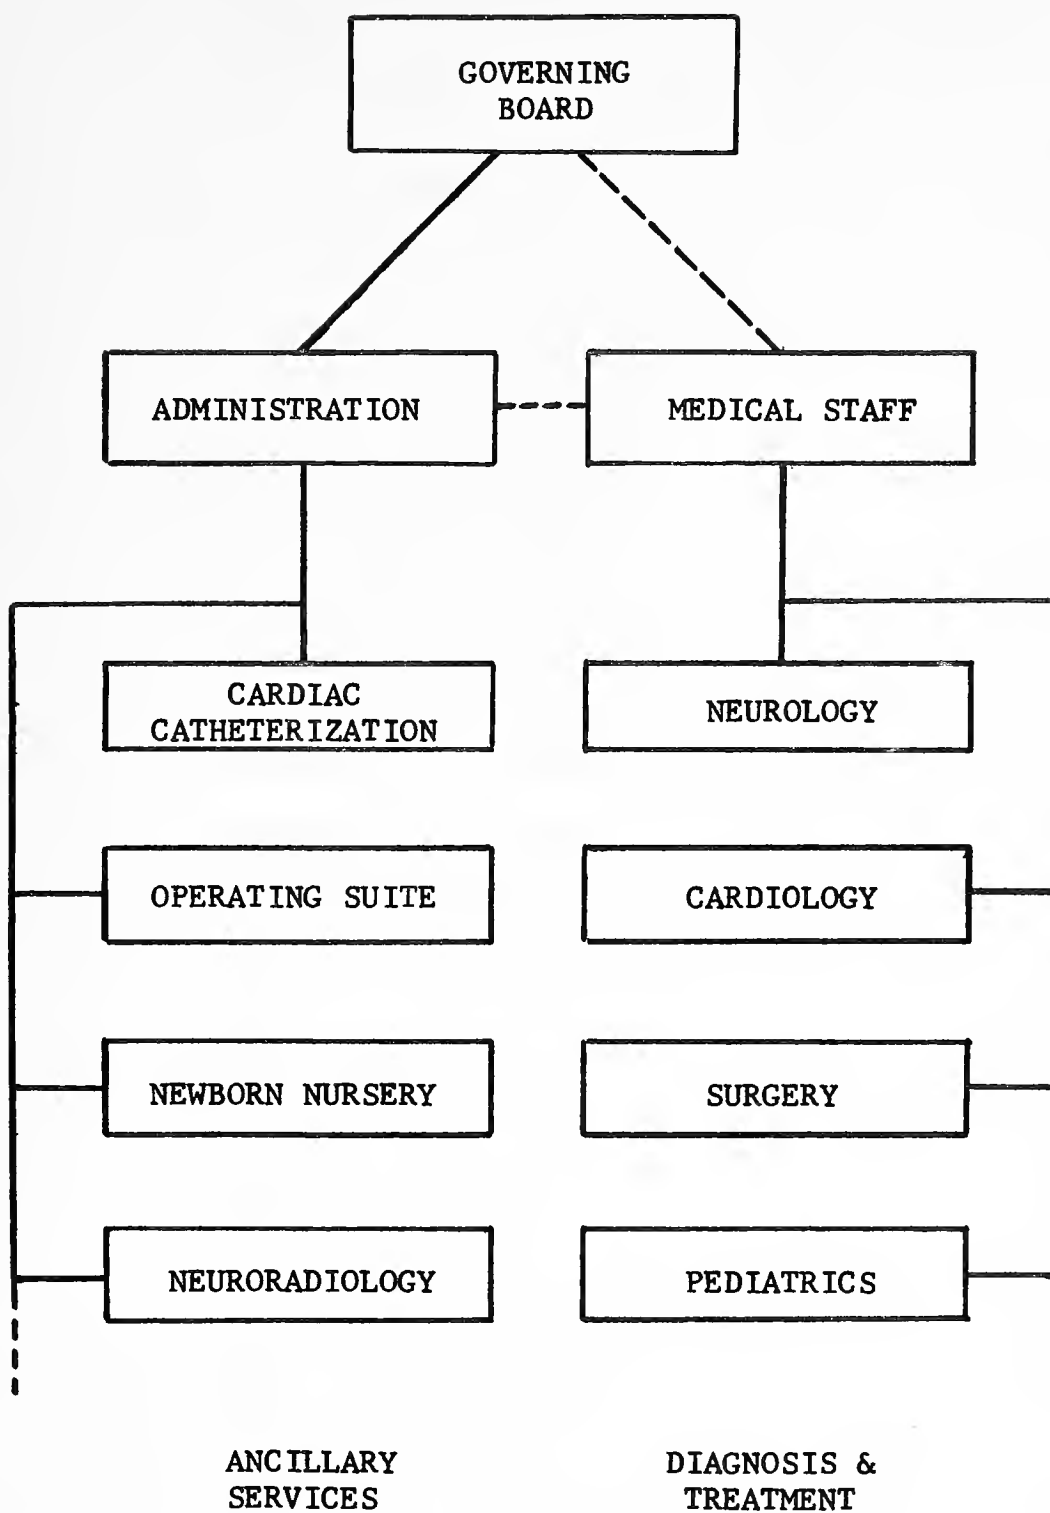 GOVERNING
BOARD
ADMINISTRATION
MEDICAL STAFF
CARDIAC
CATHETERIZATION
NEUROLOGY
OPERATING SUITE
CARDIOLOGY
NEWBORN NURSERY
SURGERY
NEURORADIOLOGY
PEDIATRICS
ANCILLARY
SERVICES
DIAGNOSIS &
TREATMENT